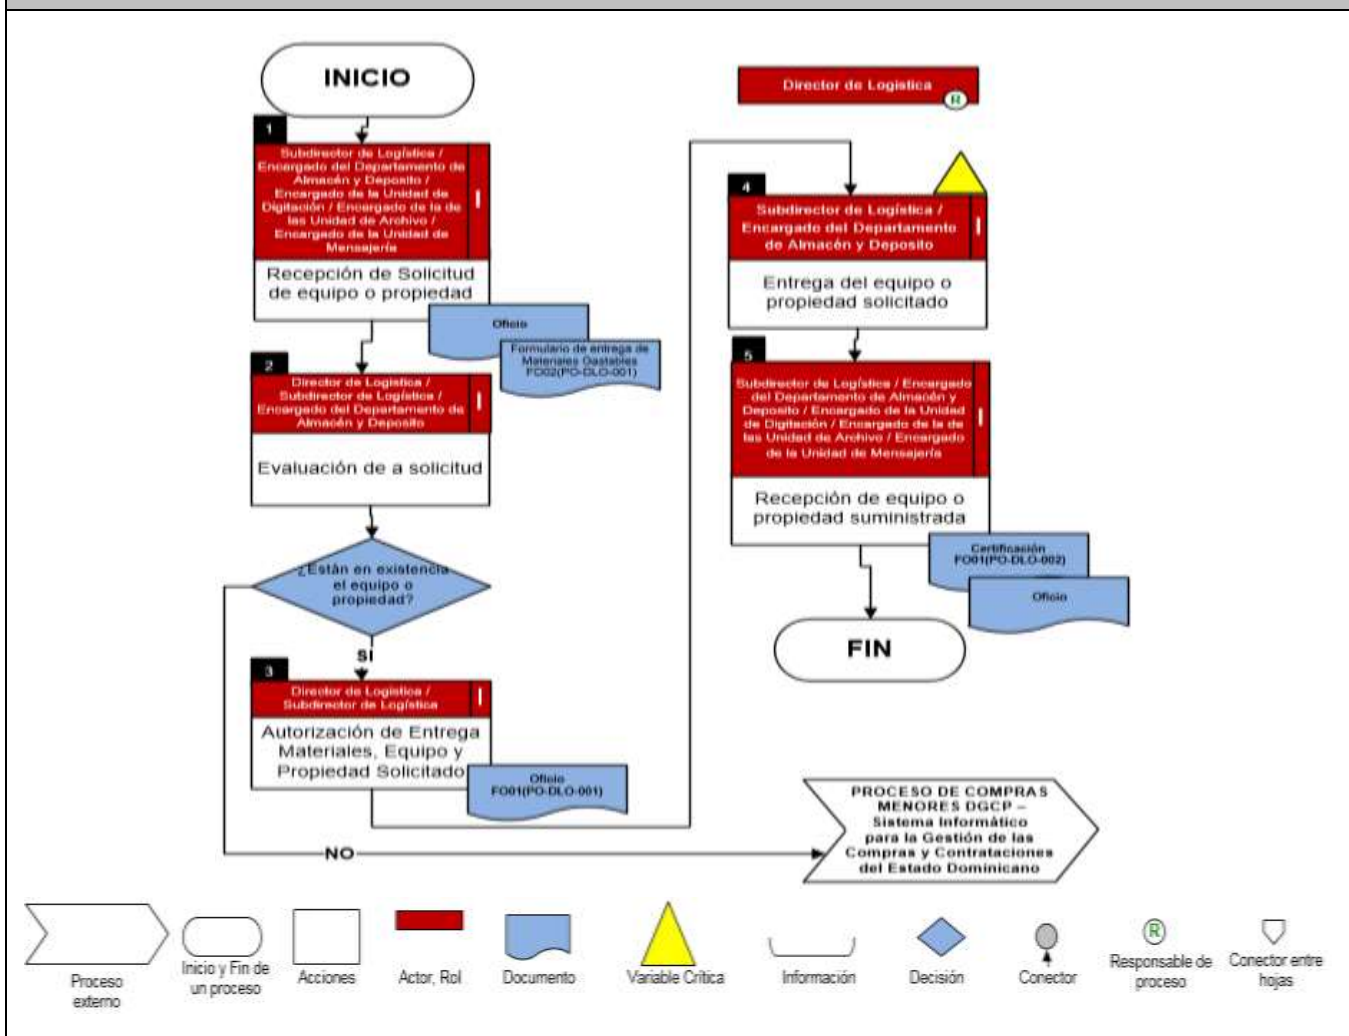 INICIO
1
Subdirector de Logística /
Encargado del Departamento de
Almacén y Deposito /
Encargado de la Unidad de
Digitación / Encargado de la de
las Unidad de Archivo /
Encargado de la Unidad de
Mensajería
I
Recepción de Solicitud
de equipo o propiedad
Oficio
Formulario de entrega de
Materiales Gastables
FO02(PO-DLO-001)
2
Director de Logistica /
Subdirector de Logística /
Encargado del Departamento de
Almacén y Deposito
I
Evaluación de a solicitud
¿Están en existencia
el equipo o
propiedad?
SI
3
Director de Logistica /
Subdirector de Logística
I
Autorización de Entrega
Materiales, Equipo y
Propiedad Solicitado
Oficio
FO01(PO-DLO-001)
NO
Director de Logistica
R
4
Subdirector de Logística /
Encargado del Departamento
de Almacén y Deposito
I
Entrega del equipo o
propiedad solicitado
5
Subdirector de Logística / Encargado
del Departamento de Almacén y
Deposito / Encargado de la Unidad
de Digitación / Encargado de la de
las Unidad de Archivo / Encargado
de la Unidad de Mensajería
I
Recepción de equipo o
propiedad suministrada
Certificación
FO01(PO-DLO-002)
Oficio
FIN
PROCESO DE COMPRAS
MENORES DGCP –
Sistema Informático
para la Gestión de las
Compras y Contrataciones
del Estado Dominicano
Proceso
externo
Inicio y Fin de
un proceso
Acciones
Actor, Rol
Documento
Variable Crítica
Información
Decisión
Conector
R
Responsable de
proceso
Conector entre
hojas